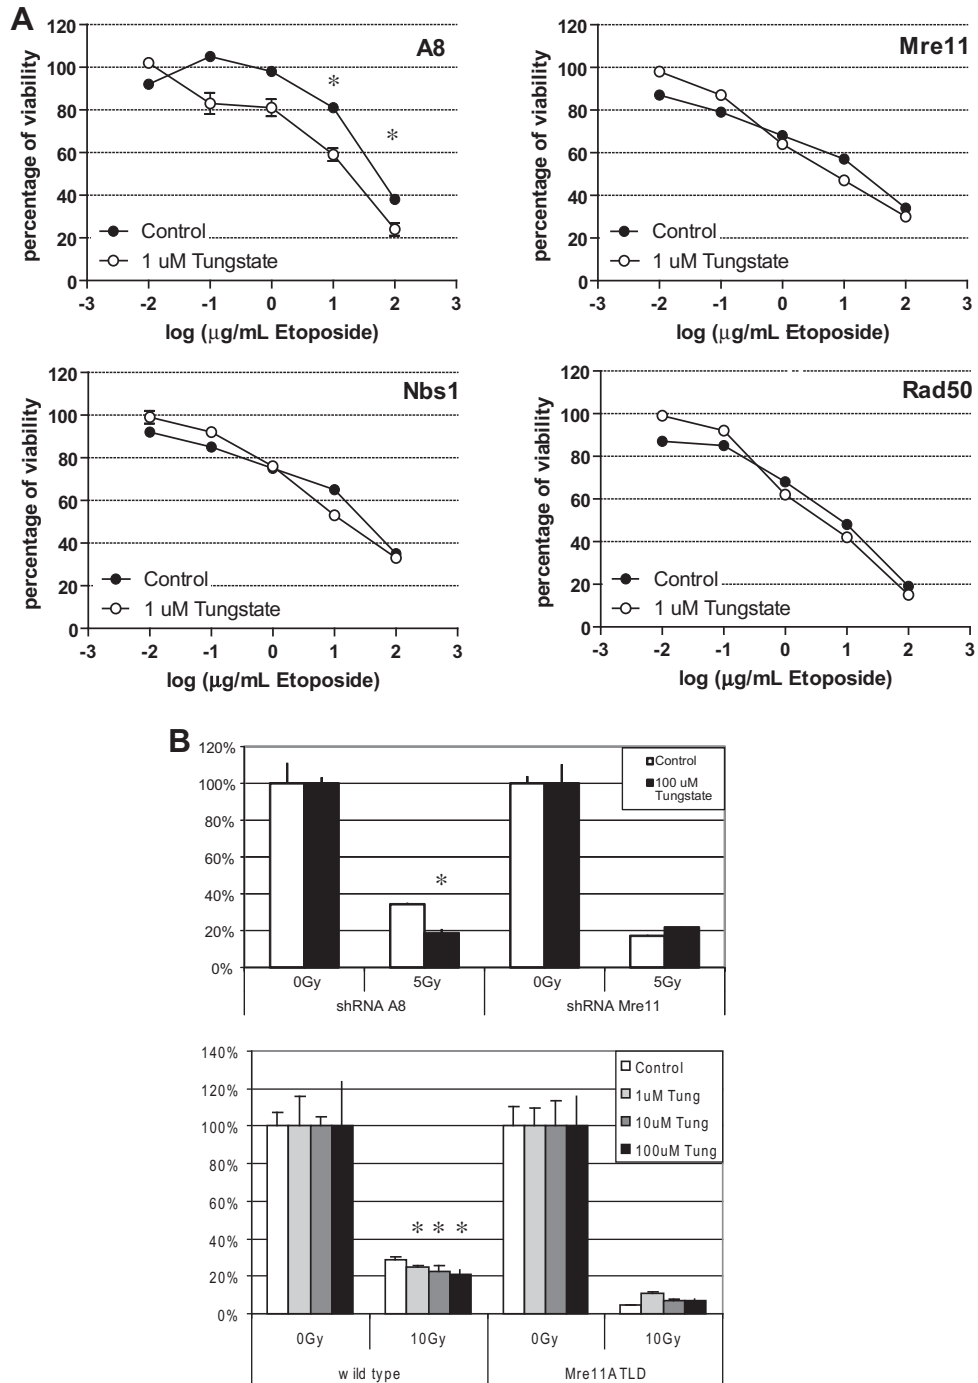 A
A8
percentage of viability
120
100
80
60
40
20
0
*
*
Control
1 uM Tungstate
-3 -2 -1 0 1 2 3
log (μg/mL Etoposide)
Mre11
percentage of viability
120
100
80
60
40
20
0
Control
1 uM Tungstate
-3 -2 -1 0 1 2 3
log (μg/mL Etoposide)
Nbs1
percentage of viability
120
100
80
60
40
20
0
Control
1 uM Tungstate
-3 -2 -1 0 1 2 3
log (μg/mL Etoposide)
Rad50
percentage of viability
120
100
80
60
40
20
0
Control
1 uM Tungstate
-3 -2 -1 0 1 2 3
log (μg/mL Etoposide)
B
120%
100%
80%
60%
40%
20%
0%
Control
100 uM
Tungstate
*
0Gy 5Gy 0Gy 5Gy
shRNA A8 shRNA Mre11
140%
120%
100%
80%
60%
40%
20%
0%
Control
1uM Tung
10uM Tung
100uM Tung
* * *
0Gy 10Gy 0Gy 10Gy
wild type Mre11ATLD